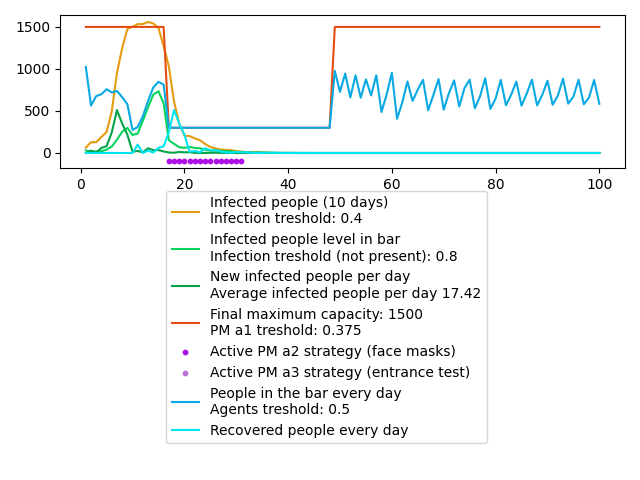 1500
1000
500
0
0 20 40 60 80 100
Infected people (10 days)
Infection treshold: 0.4
Infected people level in bar
Infection treshold (not present): 0.8
New infected people per day
Average infected people per day 17.42
Final maximum capacity: 1500
PM a1 treshold: 0.375
Active PM a2 strategy (face masks)
Active PM a3 strategy (entrance test)
People in the bar every day
Agents treshold: 0.5
Recovered people every day